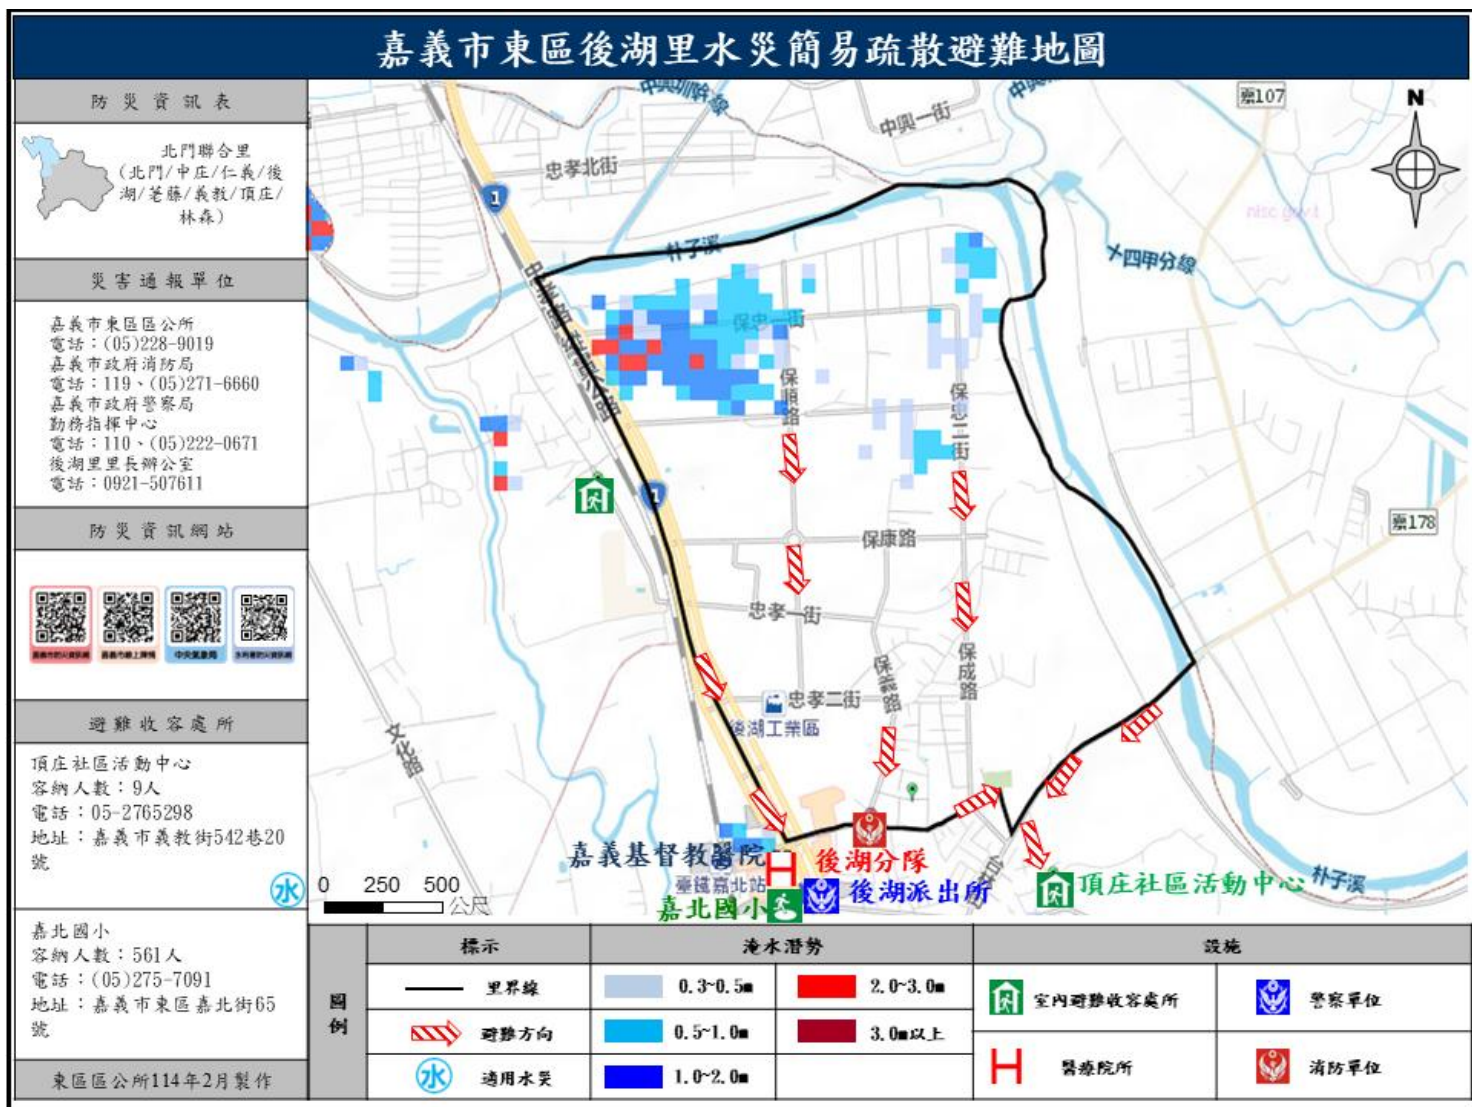 嘉義市東區後湖里水災簡易疏散避難地圖
防災資訊表
北門聯合里
(北門/中庄/仁義/後
湖/荖藤/義教/頂庄/
林森)
災害通報單位
嘉義市東區區公所
電話：(05)228-9019
嘉義市政府消防局
電話：119、(05)271-6660
嘉義市政府警察局
勤務指揮中心
電話：110、(05)222-0671
後湖里里長辦公室
電話：0921-507611
防災資訊網站
中央氣象局
避難收容處所
頂庄社區活動中心
容納人數：9人
電話：05-2765298
地址：嘉義市義教街542巷20
號
水
嘉北國小
容納人數：561人
電話：(05)275-7091
地址：嘉義市東區嘉北街65
號
東區區公所114年2月製作
中興圳幹線
中興一街
忠孝北街
嘉107
N
1
朴子溪
十四甲分線
保忠一街
保順路
保忠二街
1
嘉178
保康路
忠孝一街
保成路
忠孝二街
後湖工業區
文化路
嘉義基督教醫院
臺鐵嘉北站
嘉北國小
後湖分隊
後湖派出所
頂庄社區活動中心
朴子溪
0 250 500
公尺
圖例
標示
淹水潛勢
設施
里界線
0.3~0.5m
2.0~3.0m
室內避難收容處所
警察單位
避難方向
0.5~1.0m
3.0m以上
水
適用水災
1.0~2.0m
H
醫療院所
消防單位